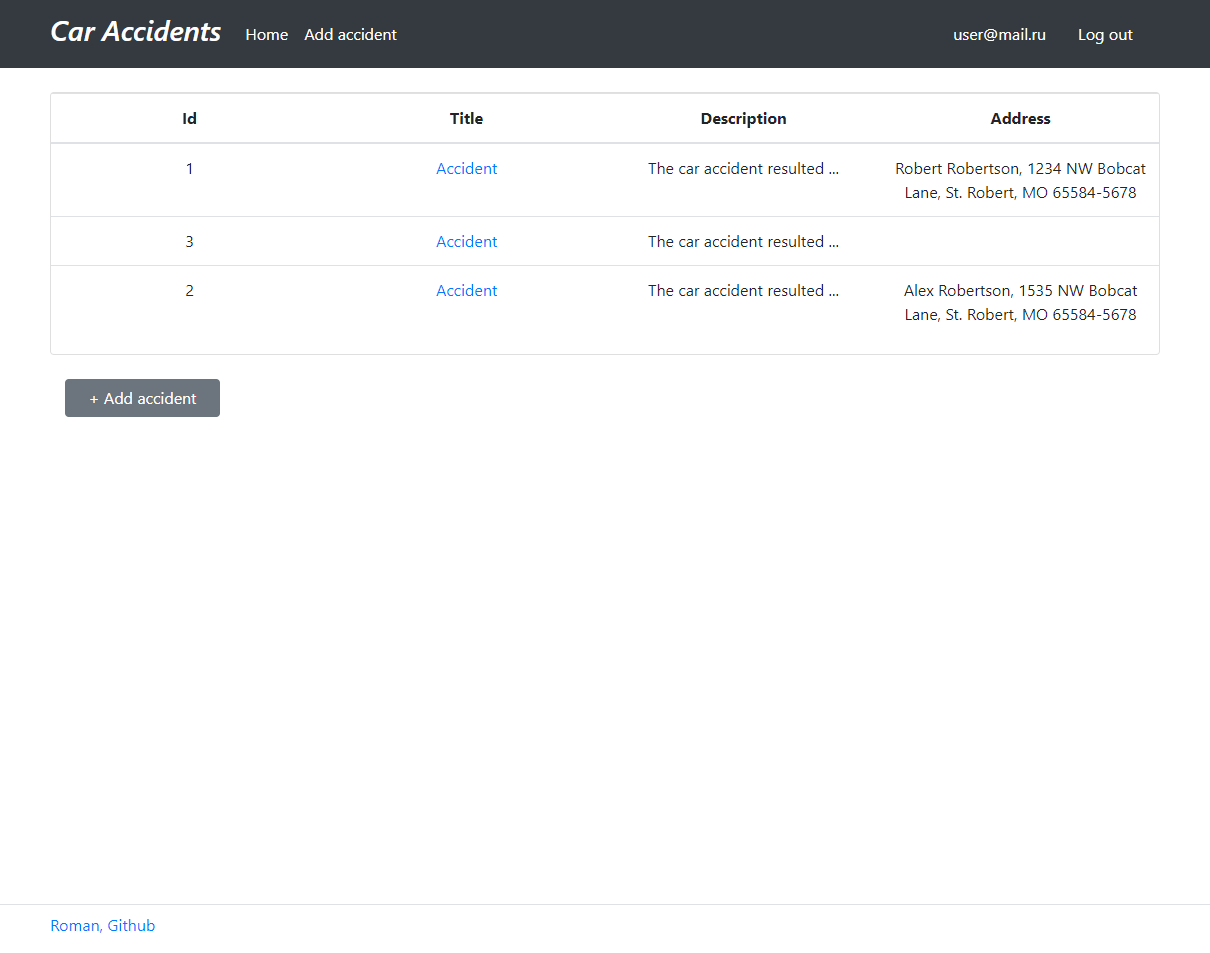 Car Accidents Home Add accident user@mail.ru Log out
Id Title Description Address
1 Accident The car accident resulted ... Robert Robertson, 1234 NW Bobcat
Lane, St. Robert, MO 65584-5678
3 Accident The car accident resulted ...
2 Accident The car accident resulted ... Alex Robertson, 1535 NW Bobcat
Lane, St. Robert, MO 65584-5678
+ Add accident
Roman, Github